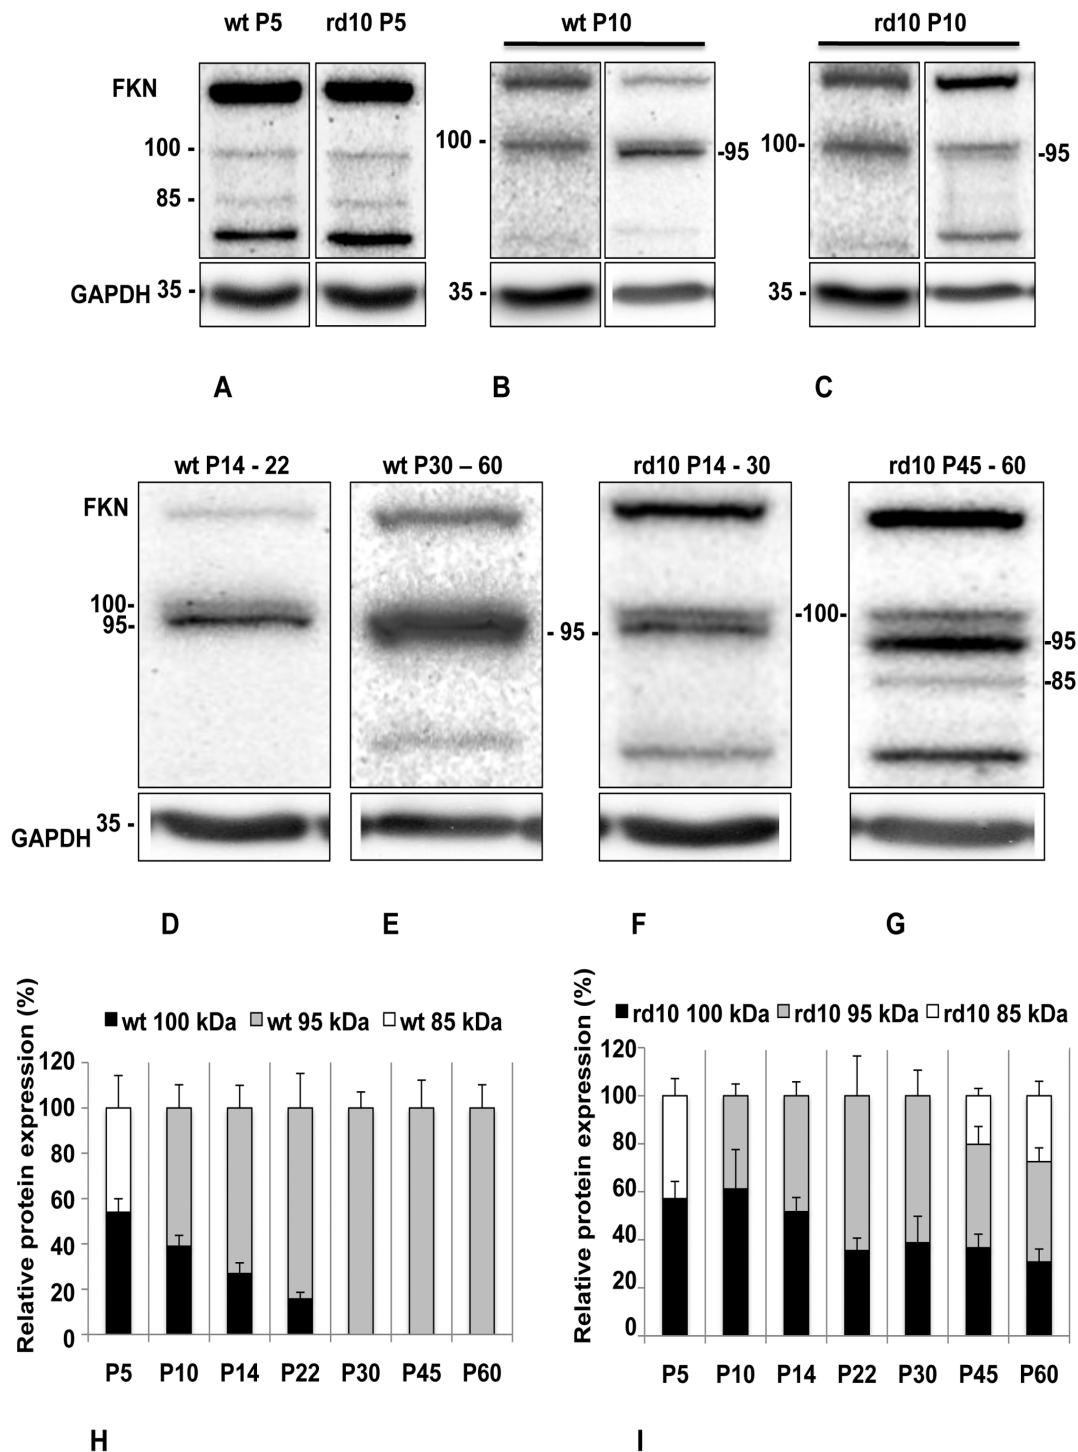 wt P5 rd10 P5 wt P10 rd10 P10
FKN
100 - 100 - -95 100- -95
85 -
GAPDH 35 - 35 - 35 -
A B C
wt P14 - 22 wt P30 – 60 rd10 P14 - 30 rd10 P45 - 60
FKN
100- -100-
95- - 95 - -95
-85
GAPDH 35 -
D E F G
Relative protein expression (%)
wt 100 kDa wt 95 kDa wt 85 kDa
120
100
80
60
40
20
0
P5 P10 P14 P22 P30 P45 P60
H
Relative protein expression (%)
rd10 100 kDa rd10 95 kDa rd10 85 kDa
120
100
80
60
40
20
0
P5 P10 P14 P22 P30 P45 P60
I